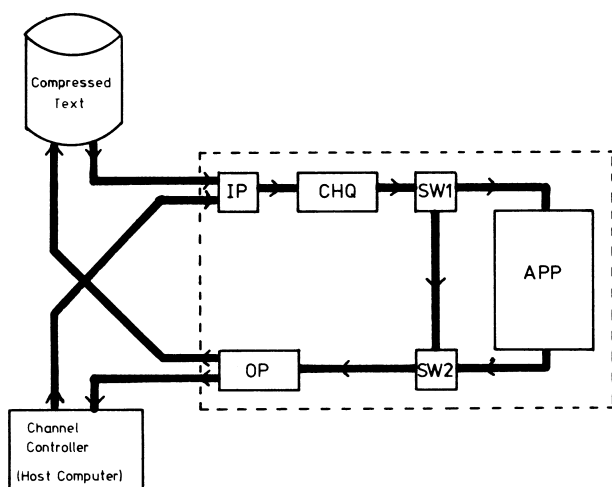 Compressed
Text
IP
CHQ
SW1
APP
OP
SW2
Channel
Controller
(Host Computer)